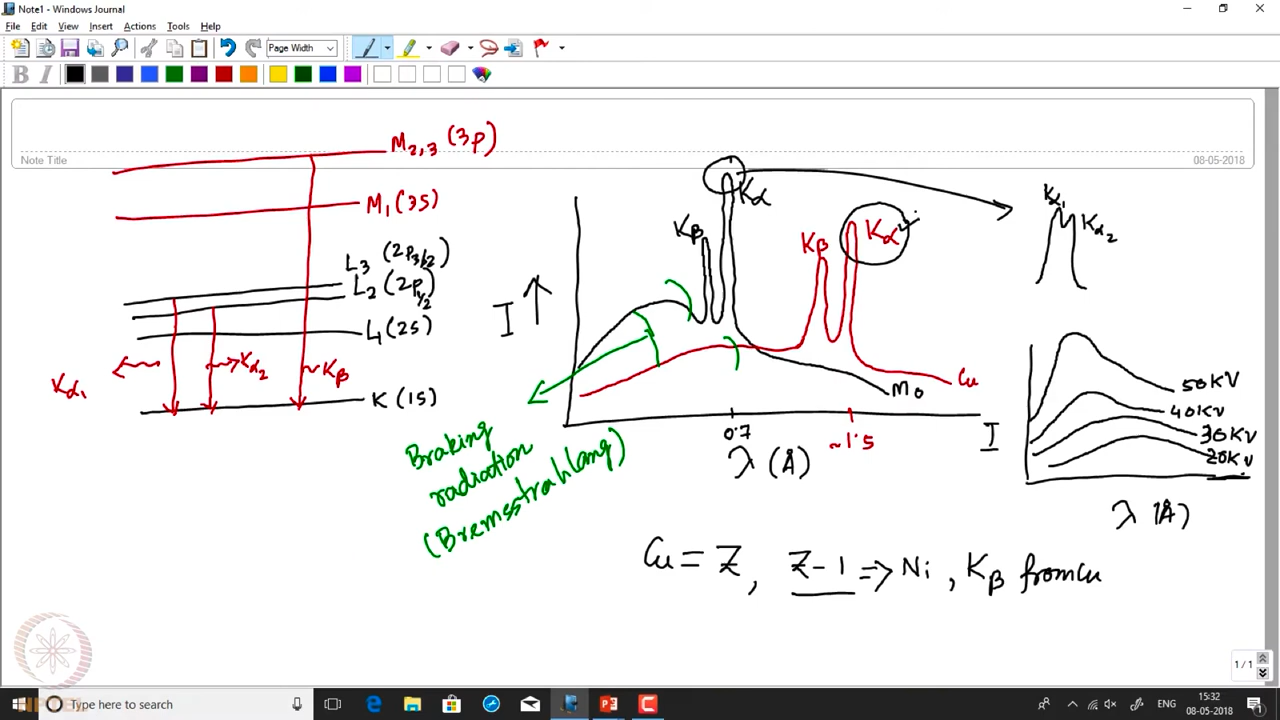 Note1 - Windows Journal
File Edit View Insert Actions Tools Help
Page Width
B I
Note Title
08-05-2018
M2,3 (3p)
M1 (3S)
L3 (2p3/2)
L2 (2p1/2)
L1 (2S)
K (1S)
Kα1
Kα2
Kβ
I
Kβ
Kα
Kβ
Kα
Cu
Mo
0.7
~1.5
λ (Å)
Braking
radiation
(Bremsstrahlang)
Kα1
Kα2
I
50KV
40KV
30KV
20KV
λ (Å)
Cu = Z, Z-1 => Ni, Kβ from Cu
1 / 1
Type here to search
ENG
15:32
08-05-2018